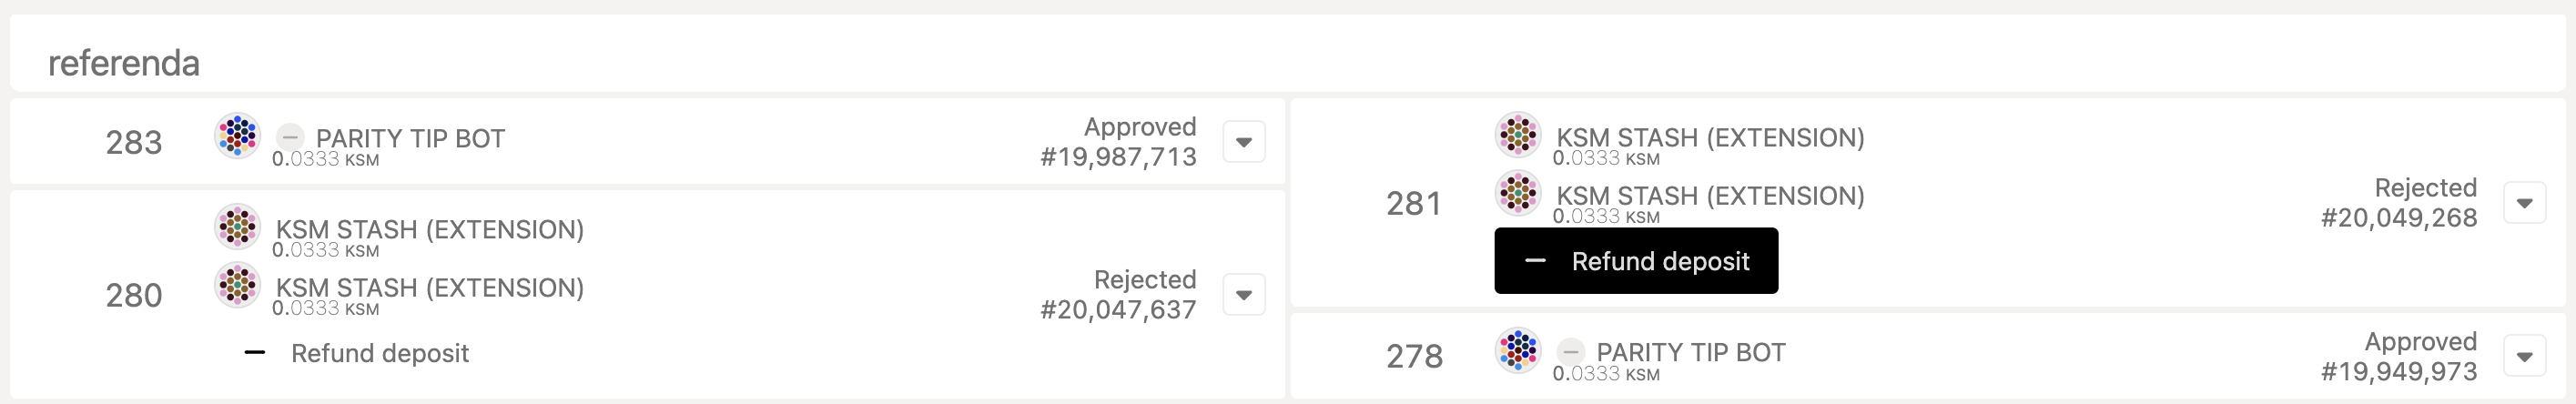 referenda
283
PARITY TIP BOT
0.0333 KSM
Approved
#19,987,713
280
KSM STASH (EXTENSION)
0.0333 KSM
KSM STASH (EXTENSION)
0.0333 KSM
Refund deposit
Rejected
#20,047,637
281
KSM STASH (EXTENSION)
0.0333 KSM
KSM STASH (EXTENSION)
0.0333 KSM
Refund deposit
Rejected
#20,049,268
278
PARITY TIP BOT
0.0333 KSM
Approved
#19,949,973